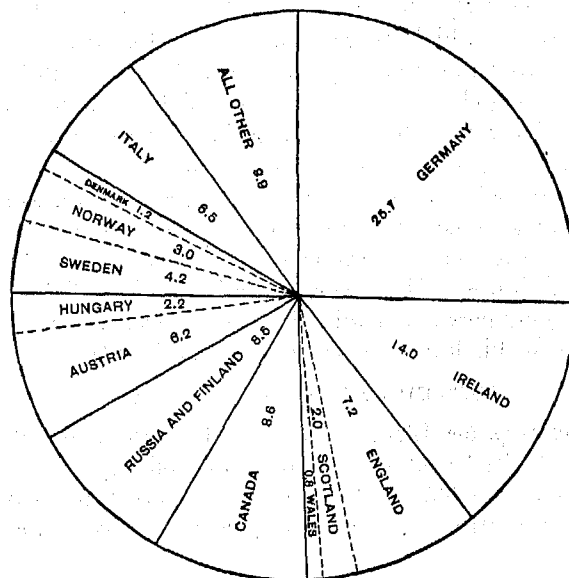 ALL OTHER 9.9
GERMANY 25.7
IRELAND 14.0
ENGLAND 7.2
SCOTLAND 2.0
WALES 0.8
CANADA 8.6
RUSSIA AND FINLAND 8.5
AUSTRIA 6.2
HUNGARY 2.2
SWEDEN 4.2
NORWAY 3.0
DENMARK 1.2
ITALY 6.5